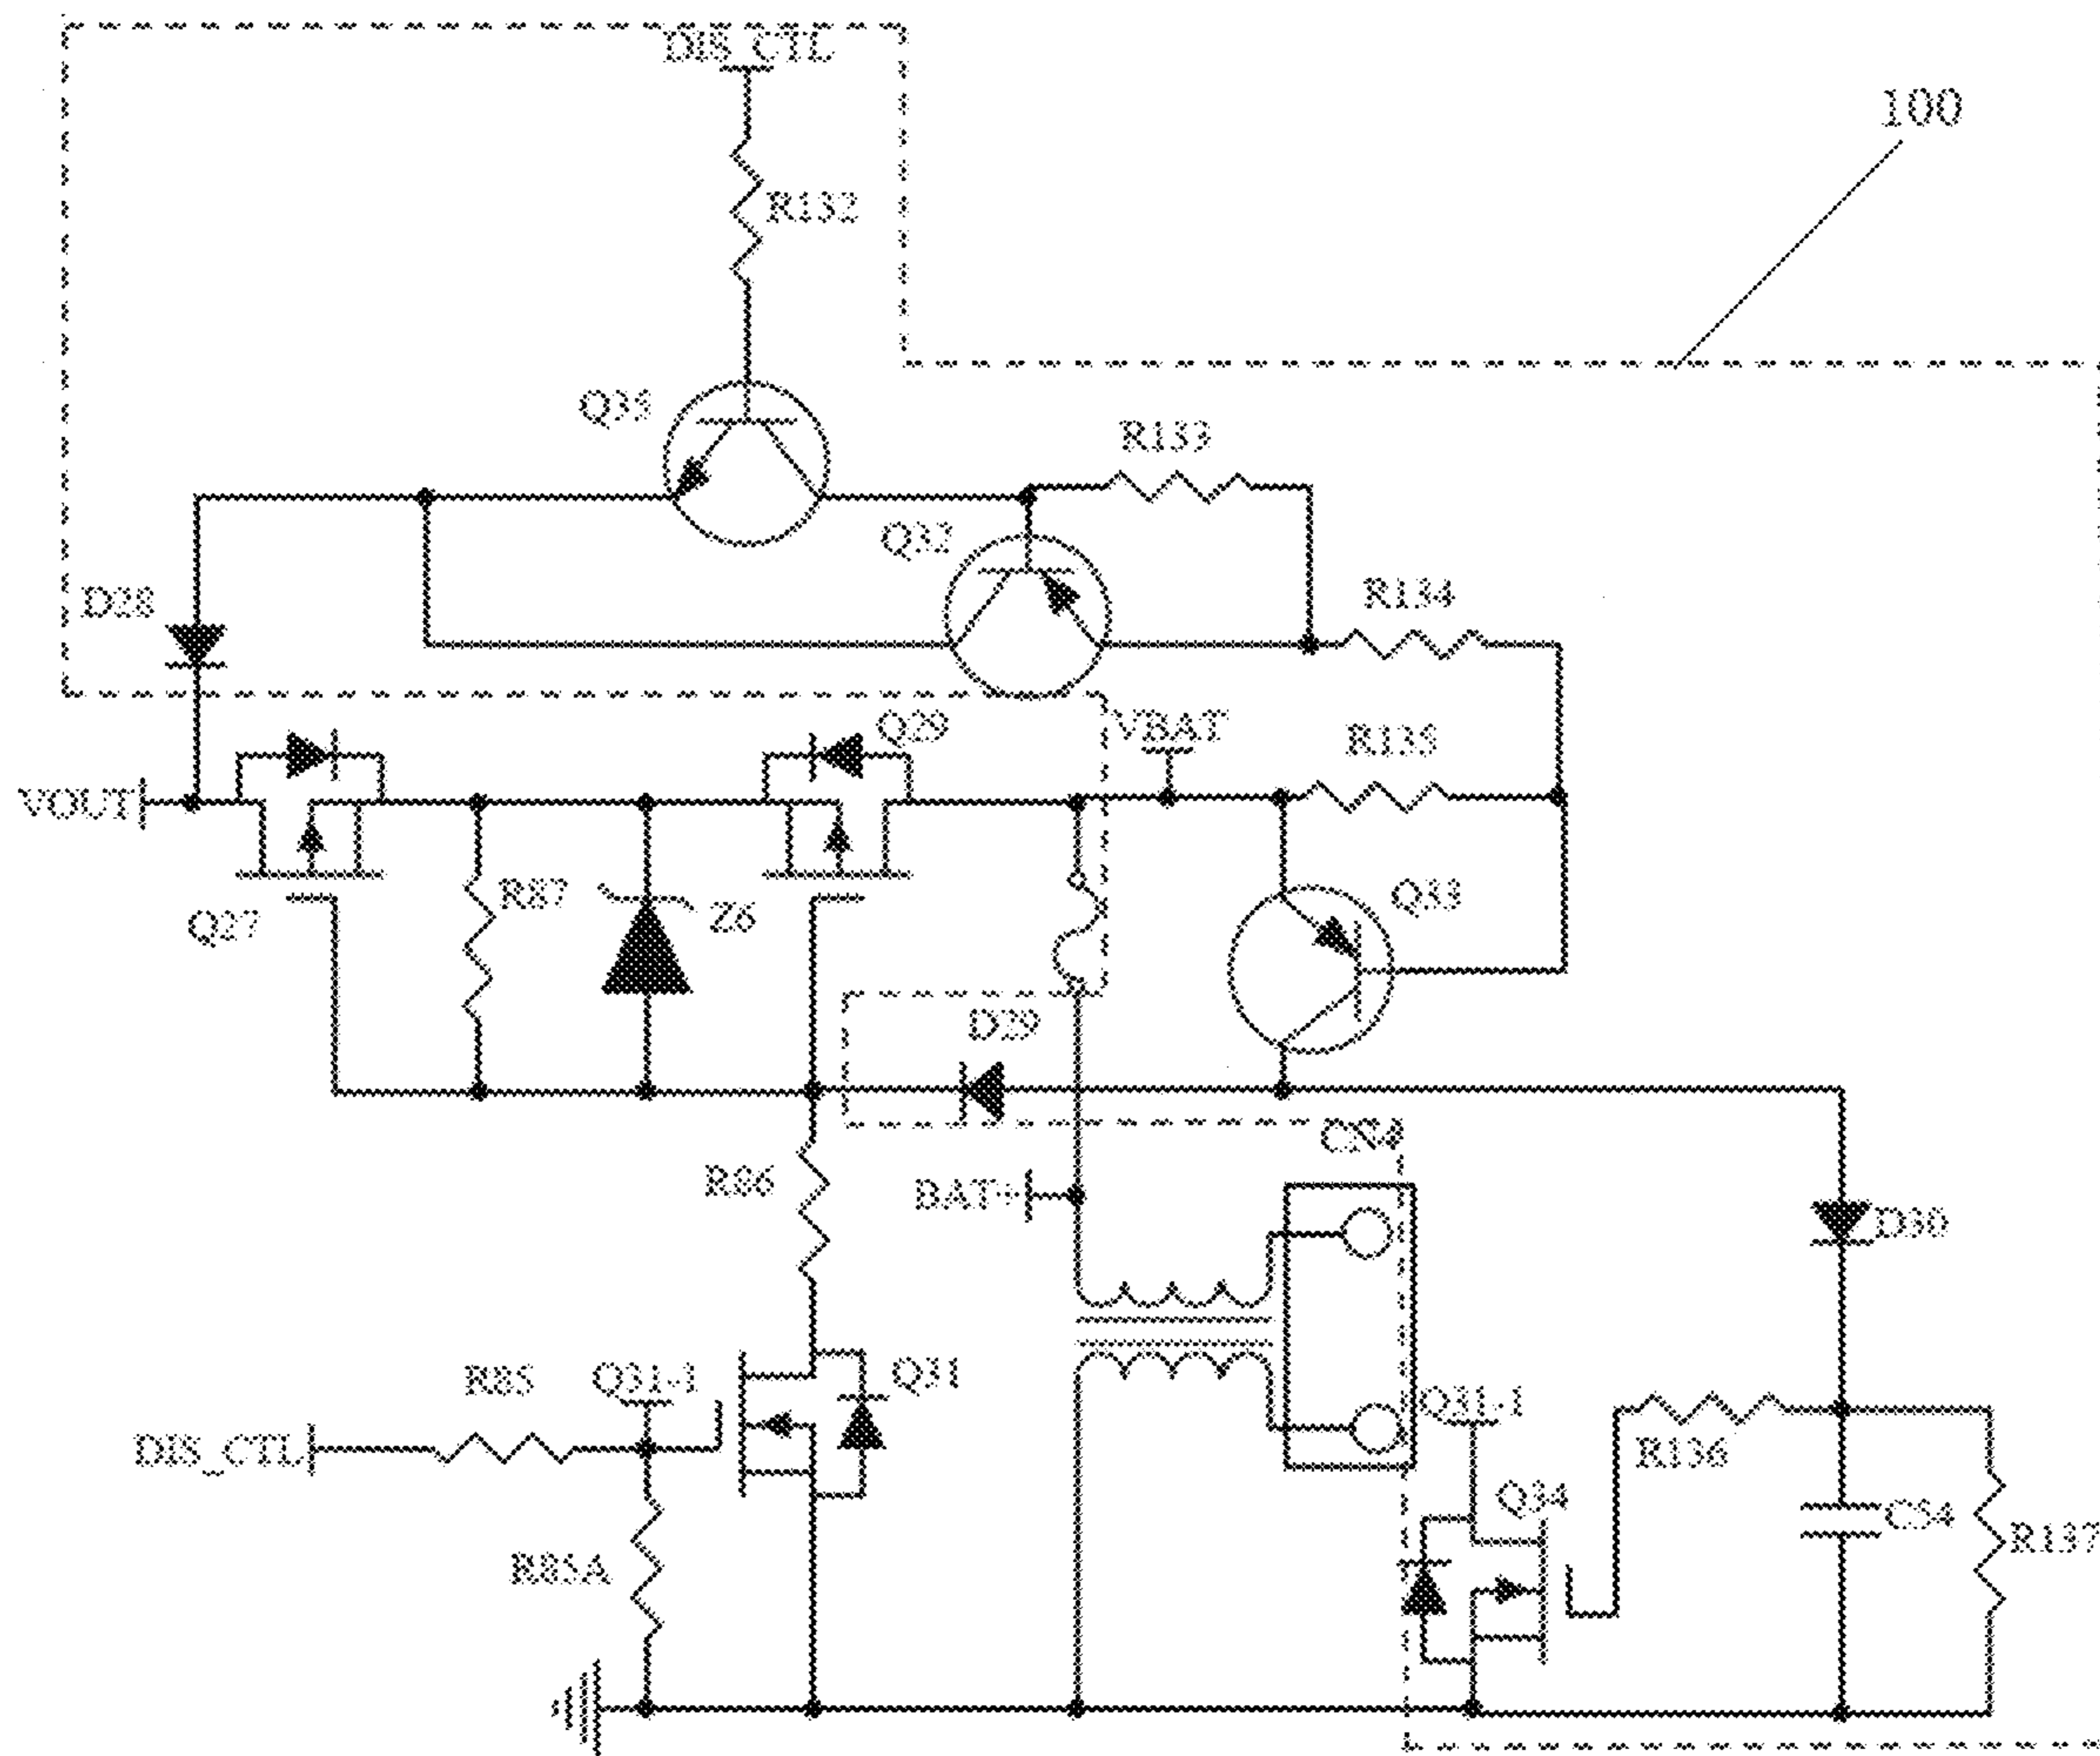 DIS_CTL
100
R132
Q35
R133
Q32
D28
R134
Q29
VBAT
R135
VOUT
Q27
R87
Z6
Q33
D29
CN4
R86
BAT+
D30
R85
Q31-1
Q31
Q31-1
DIS_CTL
R136
Q34
C54
R137
R85A